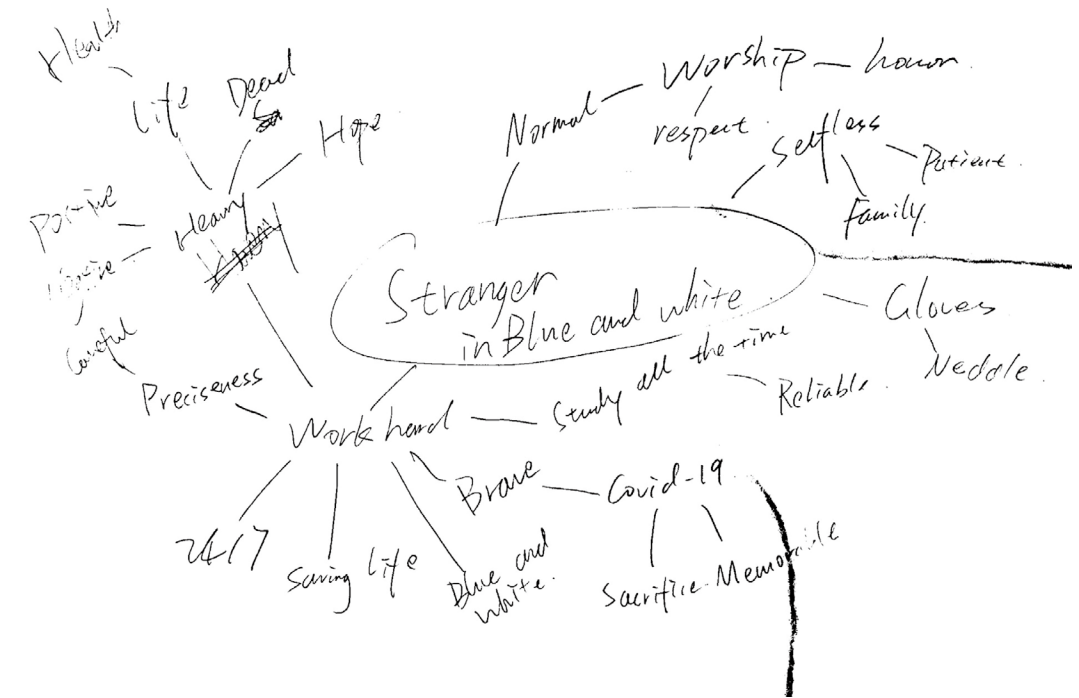 Health
Life
Dead
Hope
Normal
Worship
honor
respect
Selfless
Patient
Family
Positive
Heavy
Careful
Stranger
in Blue and white
Gloves
Neddle
Preciseness
Work hard
Study all the time
Reliable
Brave
Covid-19
24/7
Saving Life
Blue and
white
Sacrifice
Memorable